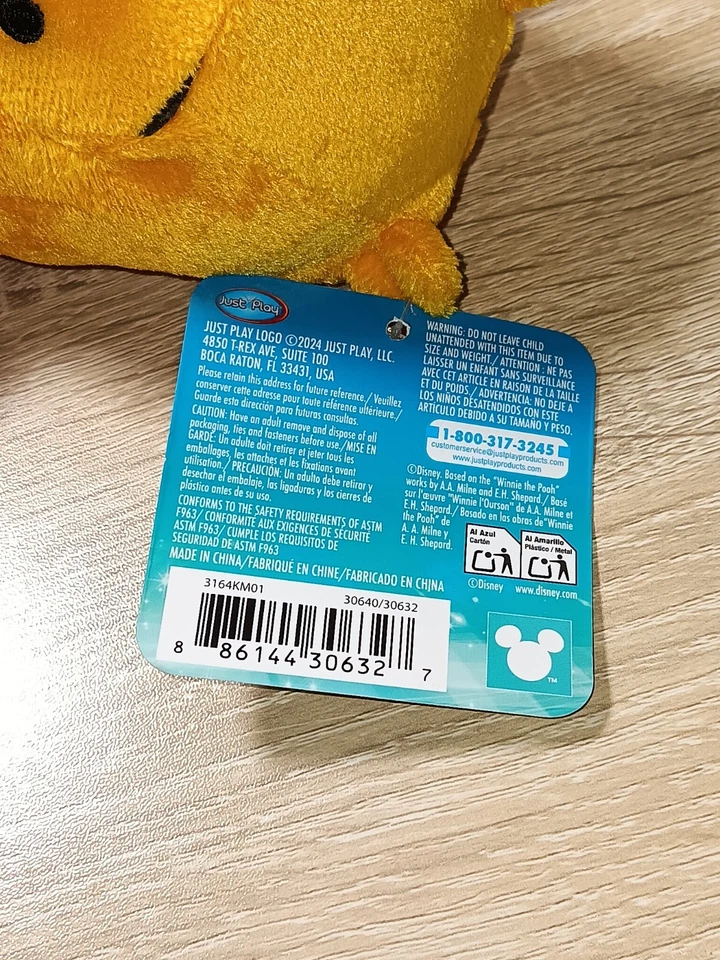 Just Play
JUST PLAY LOGO ©2024 JUST PLAY, LLC.
4850 T-REX AVE, SUITE 100
BOCA RATON, FL 33431, USA
Please retain this address for future reference./Veuillez
conserver cette adresse pour toute référence ultérieure./
Guarde esta dirección para futuras consultas.
CAUTION: Have an adult remove and dispose of all
packaging, ties and fasteners before use./MISE EN
GARDE: Un adulte doit retirer et jeter tous les
emballages, les attaches et les fixations avant
utilisation./PRECAUCIÓN: Un adulto debe retirar y
desechar el embalaje, las ligaduras y los cierres de
plástico antes de su uso.
CONFORMS TO THE SAFETY REQUIREMENTS OF ASTM
F963/ CONFORMITÉ AUX EXIGENCES DE SÉCURITÉ
ASTM F963/ CUMPLE LOS REQUISITOS DE
SEGURIDAD DE ASTM F963
MADE IN CHINA/FABRIQUÉ EN CHINE/FABRICADO EN CHINA
3164KM01
30640/30632
8 86144 30632 7
WARNING: DO NOT LEAVE CHILD
UNATTENDED WITH THIS ITEM DUE TO
SIZE AND WEIGHT./ ATTENTION : NE PAS
LAISSER UN ENFANT SANS SURVEILLANCE
AVEC CT ARTICLE EN RAISON DE LA TAILLE
ET DU POIDS / ADVERTENCIA: NO DEJE A
LOS NIÑOS DESATENDIDOS CON ESTE
ARTÍCULO DEBIDO A SU TAMAÑO Y PESO.
1-800-317-3245
customerservice@justplayproducts.com
www.justplayproducts.com
©Disney. Based on the "Winnie the Pooh"
works by A.A. Milne and E.H. Shepard./ Basé
sur l'œuvre "Winnie l'Ourson" de A.A. Milne et
E.H. Shepard./ Basado en las obras de "Winnie
the Pooh" de
A. A. Milne y
E. H. Shepard.
Al Azul
Cartón
Al Amarillo
Plástico / Metal
©Disney www.disney.com
TM